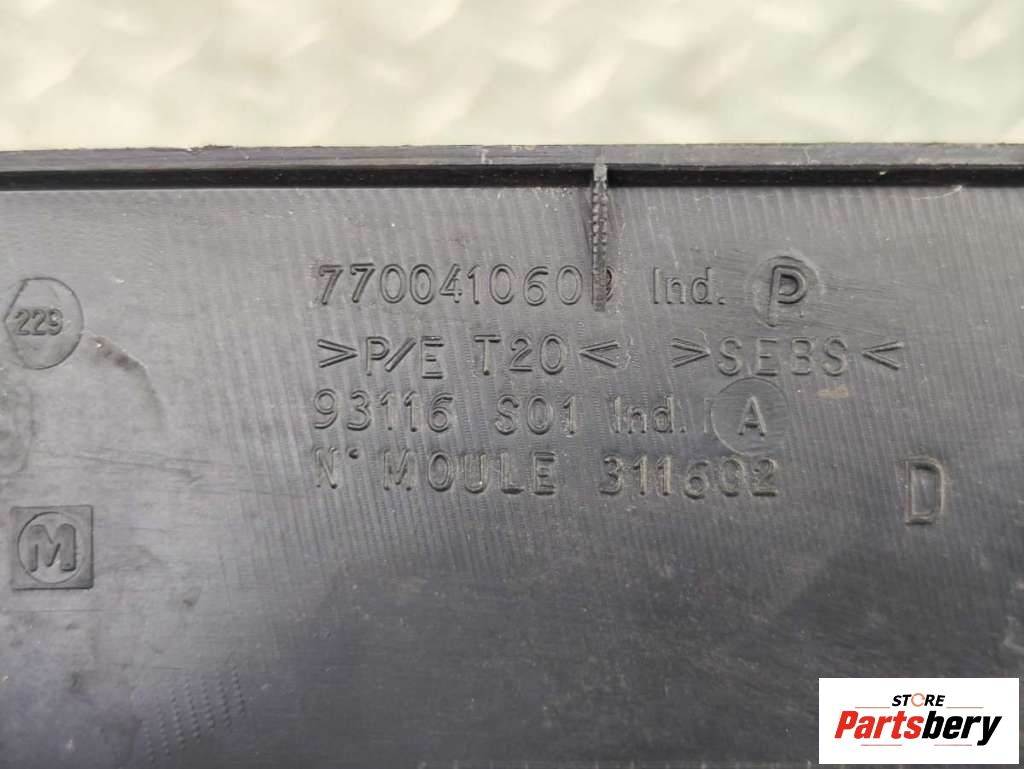 Ind. P
229
>P/E T20< >SEBS<
93116 S01 Ind. A
N° MOULE 311602
D
M
STORE
Partsbery